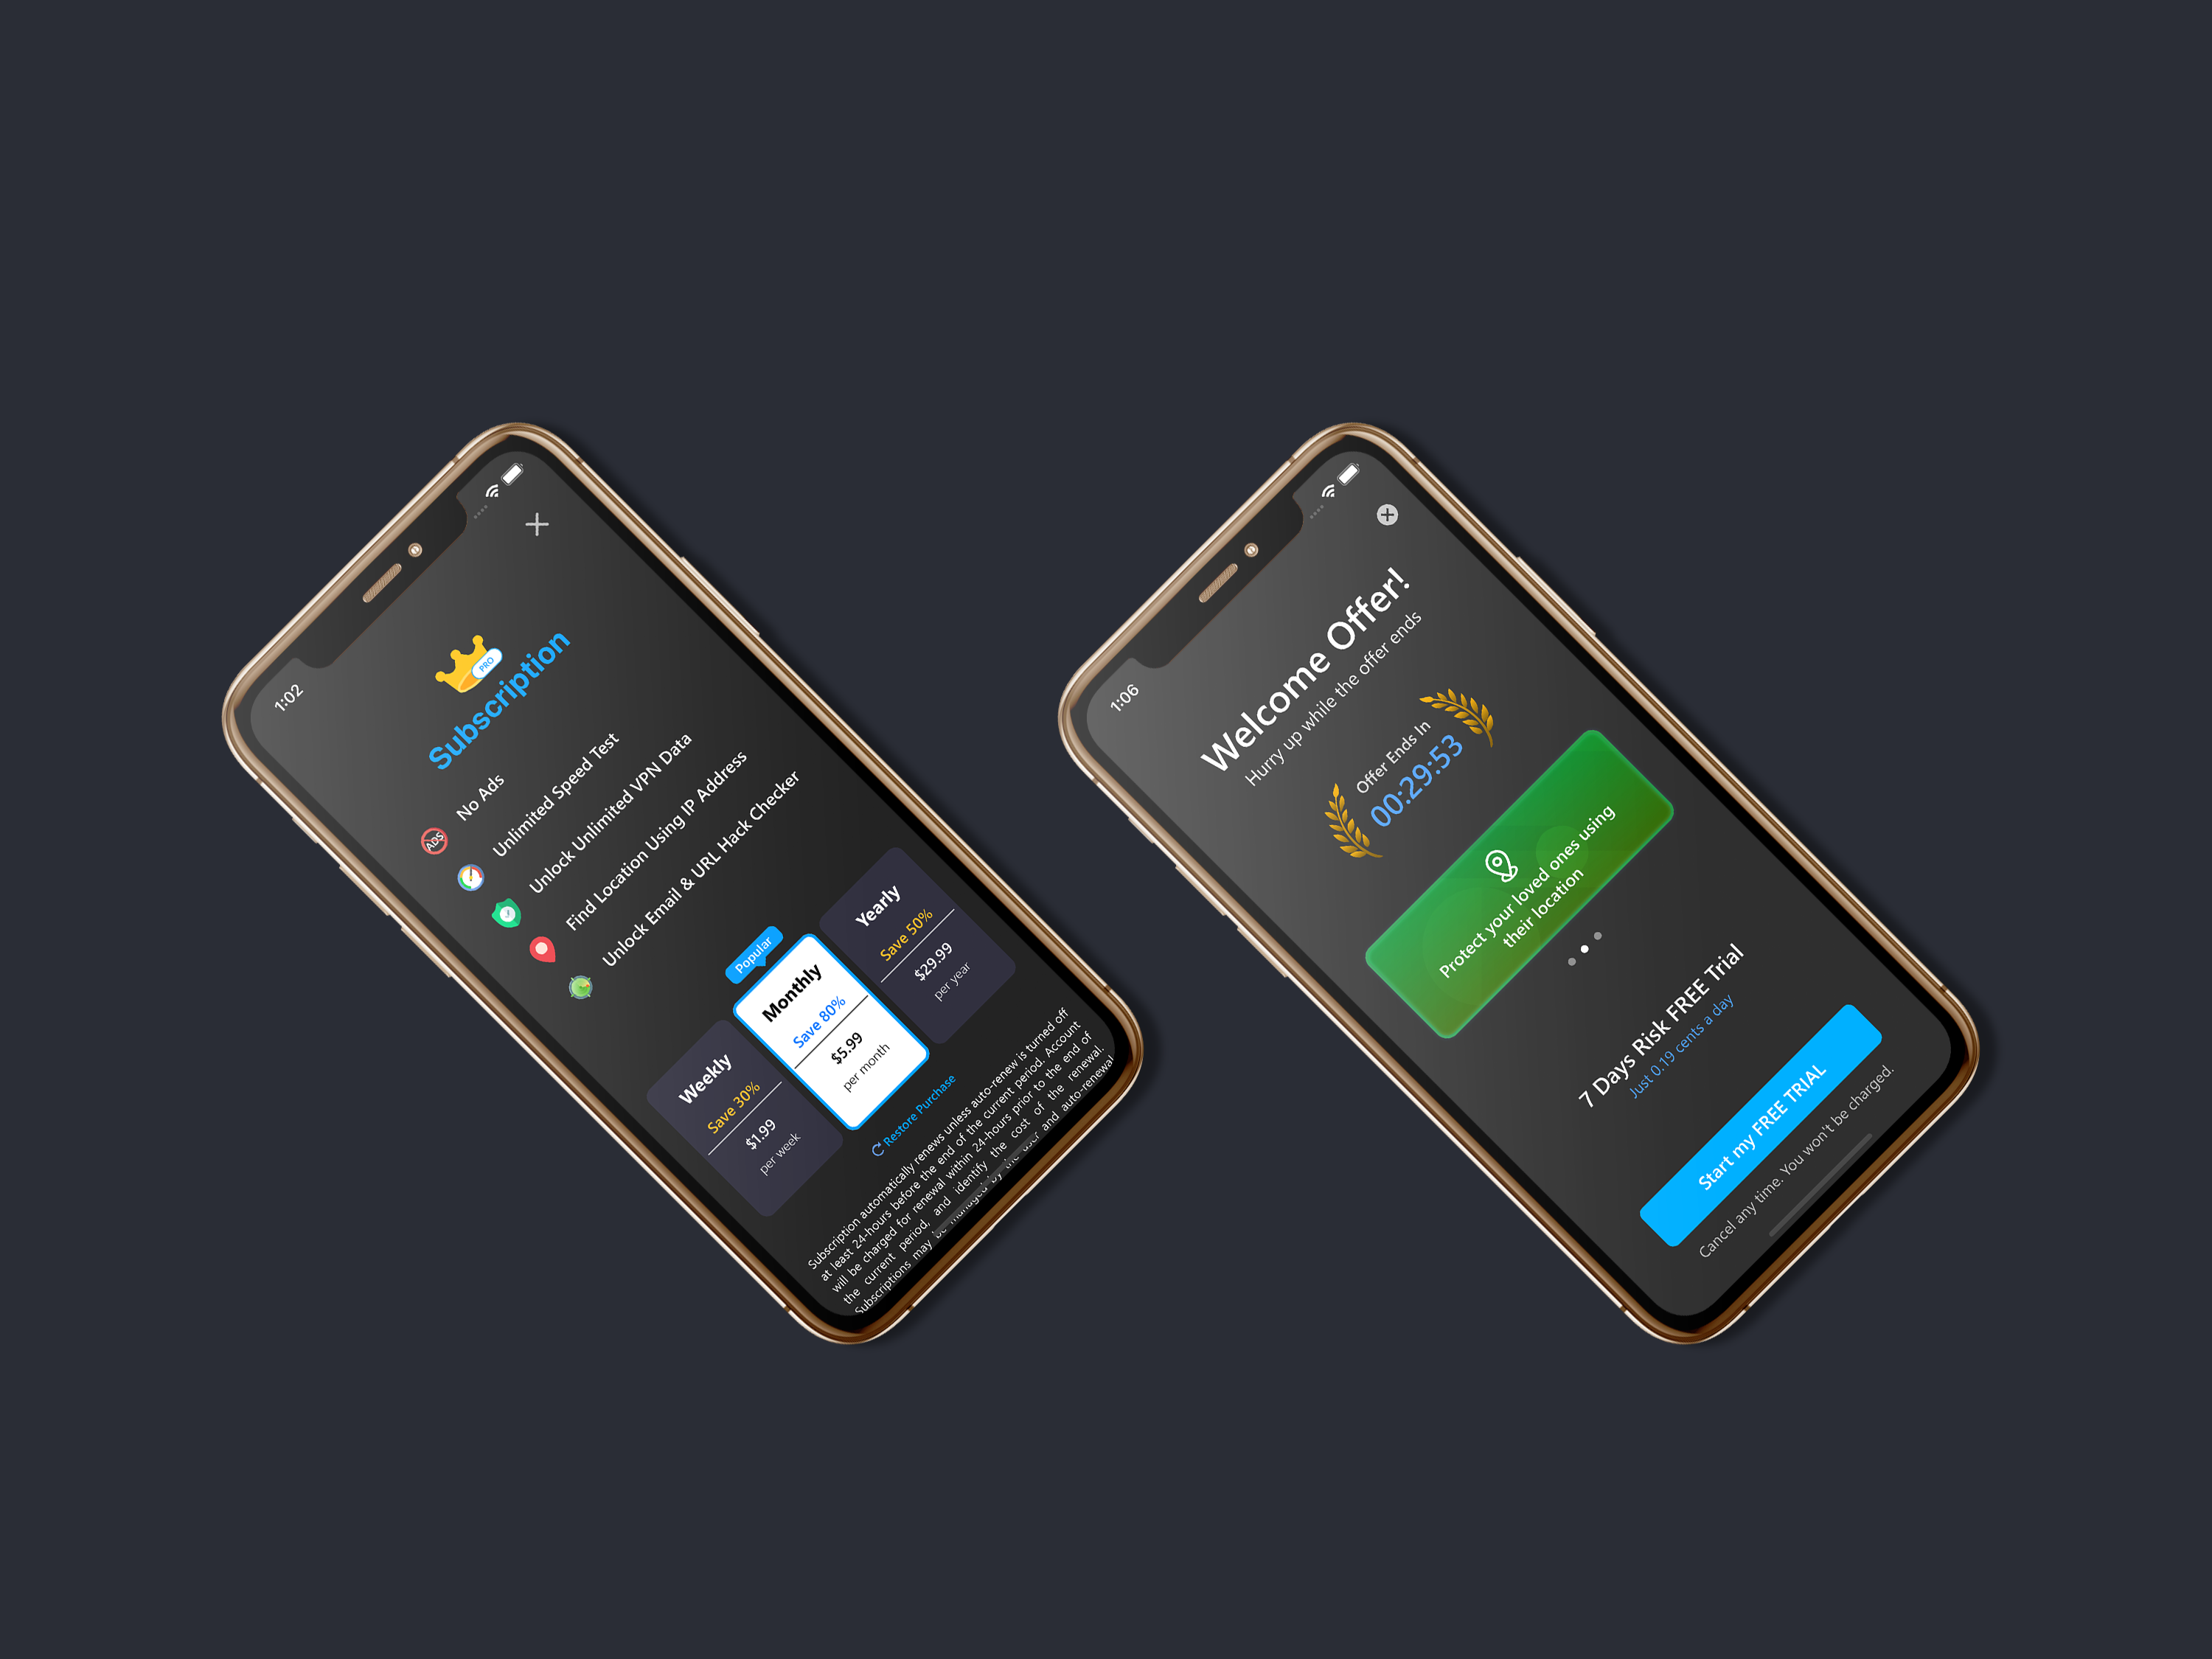 1:02
PRO
Subscription
ADS
No Ads
Unlimited Speed Test
Unlock Unlimited VPN Data
Find Location Using IP Address
Unlock Email & URL Hack Checker
Weekly
Save 30%
$1.99
per week
Popular
Monthly
Save 80%
$5.99
per month
Yearly
Save 50%
$29.99
per year
Restore Purchase
Subscription automatically renews unless auto-renew is turned off
at least 24-hours before the end of the current period. Account
will be charged for renewal within 24-hours prior to the end of
the current period, and identify the cost of the renewal.
Subscriptions may be managed by the user and auto-renewal
1:06
Welcome Offer!
Hurry up while the offer ends
Offer Ends In
00:29:53
Protect your loved ones using
their location
7 Days Risk FREE Trial
Just 0.19 cents a day
Start my FREE TRIAL
Cancel any time. You won't be charged.